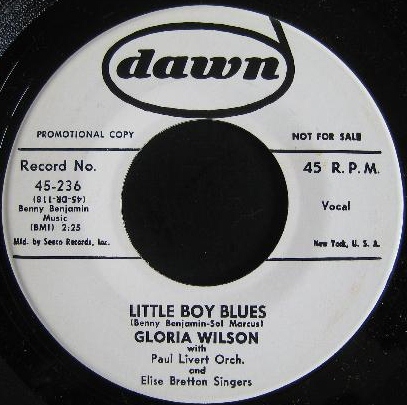 dawn
PROMOTIONAL COPY
NOT FOR SALE
Record No.
45 R.P.M.
45-236
(45-DR-118)
Benny Benjamin
Music
(BMI) 2:25
Vocal
Mfd. by Seeco Records, Inc.
New York, U. S. A.
LITTLE BOY BLUES
(Benny Benjamin-Sol Marcus)
GLORIA WILSON
with
Paul Livert Orch.
and
Elise Bretton Singers